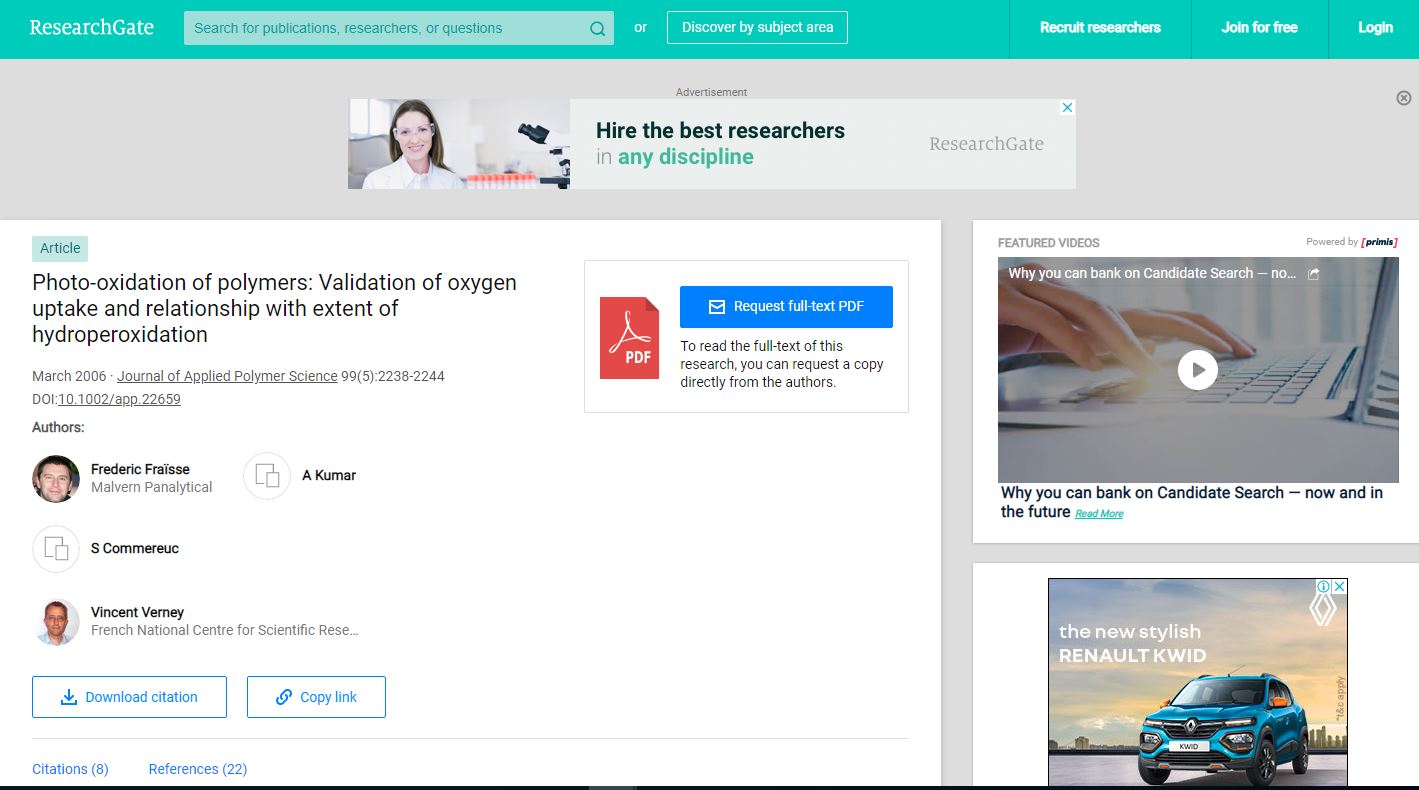 ResearchGate
Search for publications, researchers, or questions
or
Discover by subject area
Recruit researchers
Join for free
Login
Advertisement
Hire the best researchers
in any discipline
ResearchGate
Article
Photo-oxidation of polymers: Validation of oxygen
uptake and relationship with extent of
hydroperoxidation
March 2006 · Journal of Applied Polymer Science 99(5):2238-2244
DOI:10.1002/app.22659
Authors:
Frederic Fraïsse
Malvern Panalytical
A Kumar
S Commereuc
Vincent Verney
French National Centre for Scientific Rese...
Download citation
Copy link
Citations (8)
References (22)
PDF
Request full-text PDF
To read the full-text of this
research, you can request a copy
directly from the authors.
FEATURED VIDEOS
Powered by [primis]
Why you can bank on Candidate Search — no...
Why you can bank on Candidate Search — now and in
the future Read More
the new stylish
RENAULT KWID
*t&c apply
KWID